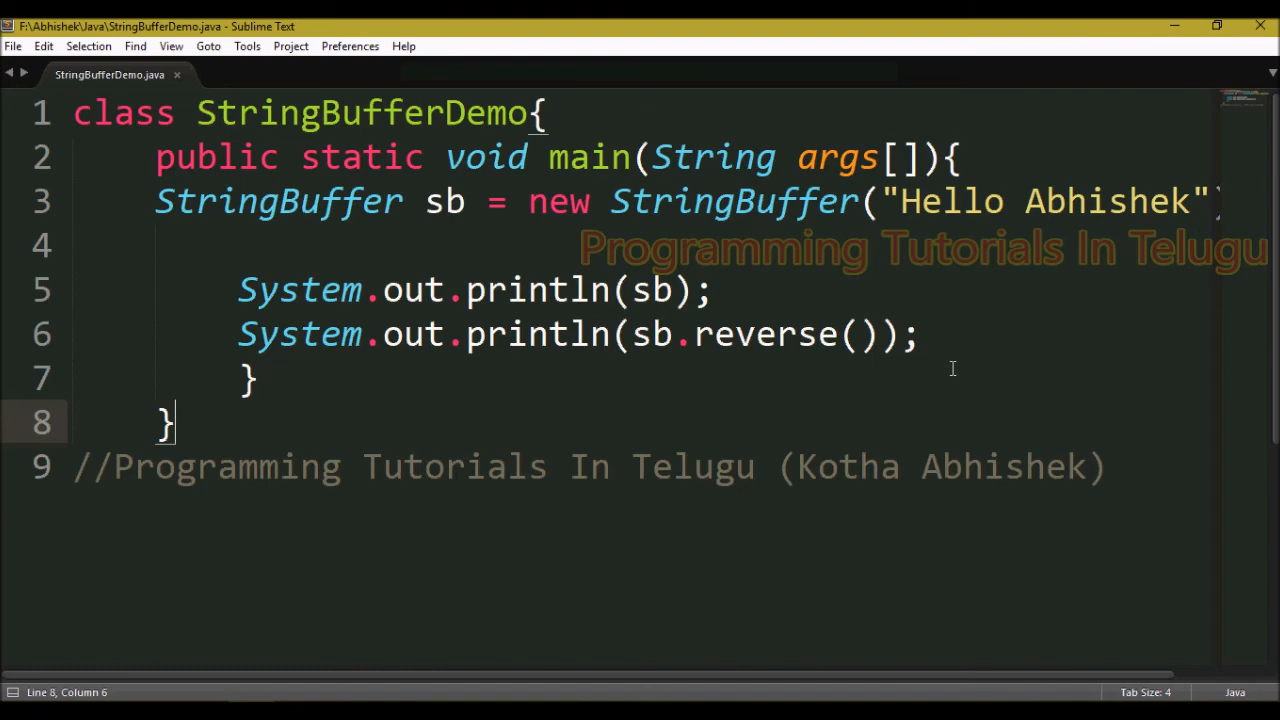 F:\Abhishek\Java\StringBufferDemo.java - Sublime Text
File Edit Selection Find View Goto Tools Project Preferences Help
StringBufferDemo.java ×
1 class StringBufferDemo{
2 public static void main(String args[]){
3 StringBuffer sb = new StringBuffer("Hello Abhishek")
4
Programming Tutorials In Telugu
5 System.out.println(sb);
6 System.out.println(sb.reverse());
7 }
8 }
9 //Programming Tutorials In Telugu (Kotha Abhishek)
Line 8, Column 6 Tab Size: 4 Java